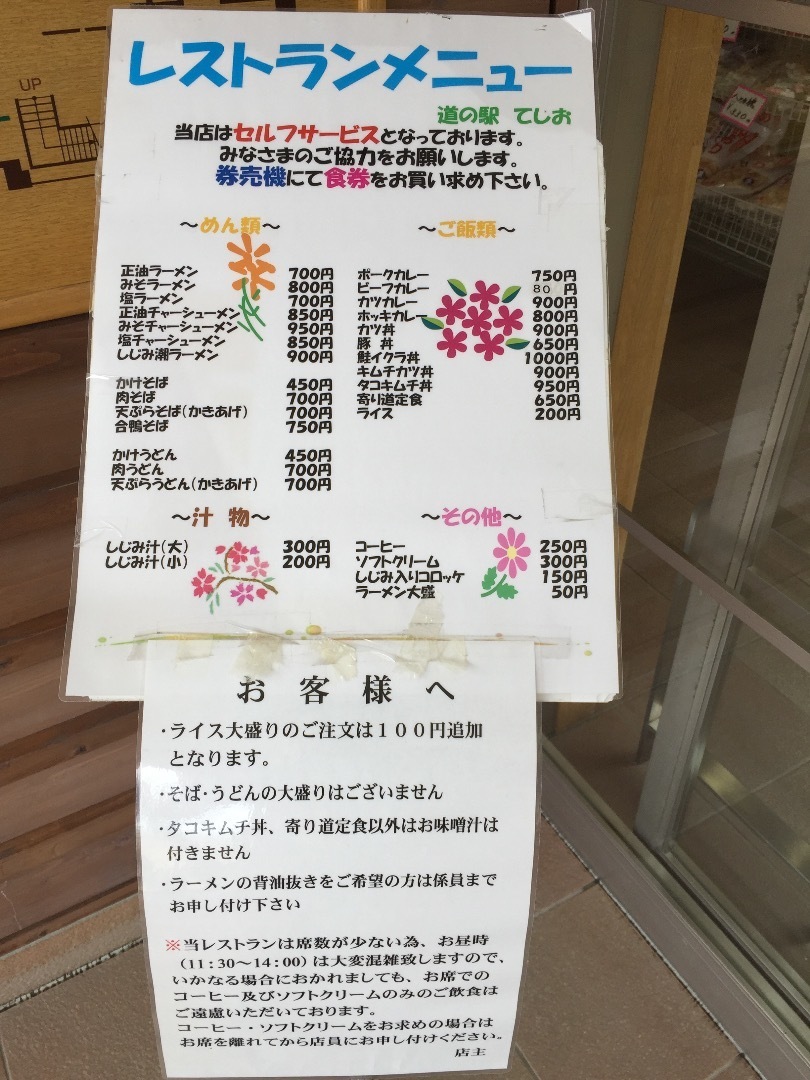 UP
レストランメニュー
道の駅 てしお
当店はセルフサービスとなっております。
みなさまのご協力をお願いします。
券売機にて食券をお買い求め下さい。
～めん類～
正油ラーメン 700円
みそラーメン 800円
塩ラーメン 700円
正油チャーシューメン 850円
みそチャーシューメン 950円
塩チャーシューメン 850円
しじみ潮ラーメン 900円
かけそば 450円
肉そば 700円
天ぷらそば(かきあげ) 700円
合鴨そば 750円
かけうどん 450円
肉うどん 700円
天ぷらうどん(かきあげ) 700円
～ご飯類～
ポークカレー 750円
ビーフカレー 80 円
カツカレー 900円
ホッキカレー 800円
カツ丼 900円
豚 丼 650円
鮭イクラ丼 1000円
キムチカツ丼 900円
タコキムチ丼 950円
寄り道定食 650円
ライス 200円
～汁 物～
しじみ汁(大) 300円
しじみ汁(小) 200円
～その他～
コーヒー 250円
ソフトクリーム 300円
しじみ入りコロッケ 150円
ラーメン大盛 50円
お 客 様 へ
・ライス大盛りのご注文は１００円追加
となります。
・そば・うどんの大盛りはございません
・タコキムチ丼、寄り道定食以外はお味噌汁は
付きません
・ラーメンの背油抜きをご希望の方は係員まで
お申し付け下さい
※当レストランは席数が少ない為、お昼時
(11：30～14：00)は大変混雑致しますので、
いかなる場合におかれましても、お席での
コーヒー及びソフトクリームのみのご飲食は
ご遠慮いただいております。
コーヒー・ソフトクリームをお求めの場合は
お席を離れてから店員にお申し付けください。
店主